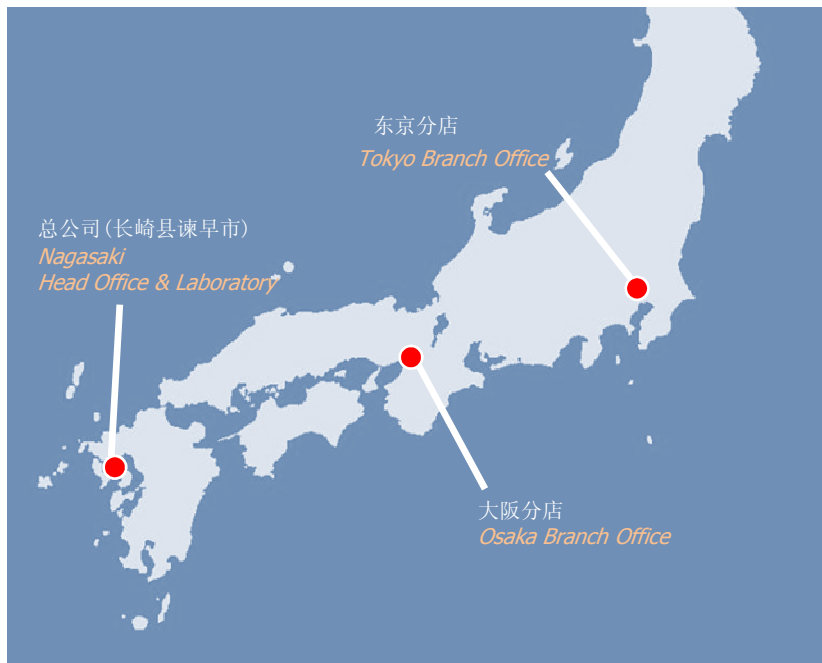 东京分店
Tokyo Branch Office
总公司(长崎县谏早市)
Nagasaki
Head Office & Laboratory
大阪分店
Osaka Branch Office